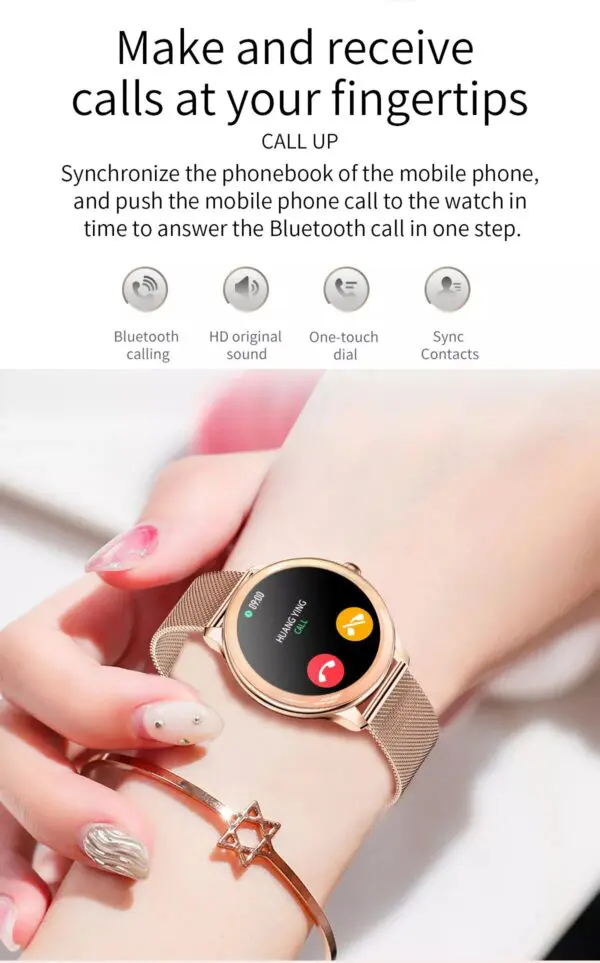 Make and receive
calls at your fingertips
CALL UP
Synchronize the phonebook of the mobile phone,
and push the mobile phone call to the watch in
time to answer the Bluetooth call in one step.
Bluetooth
calling
HD original
sound
One-touch
dial
Sync
Contacts
09:00
HUANG YING
CALL